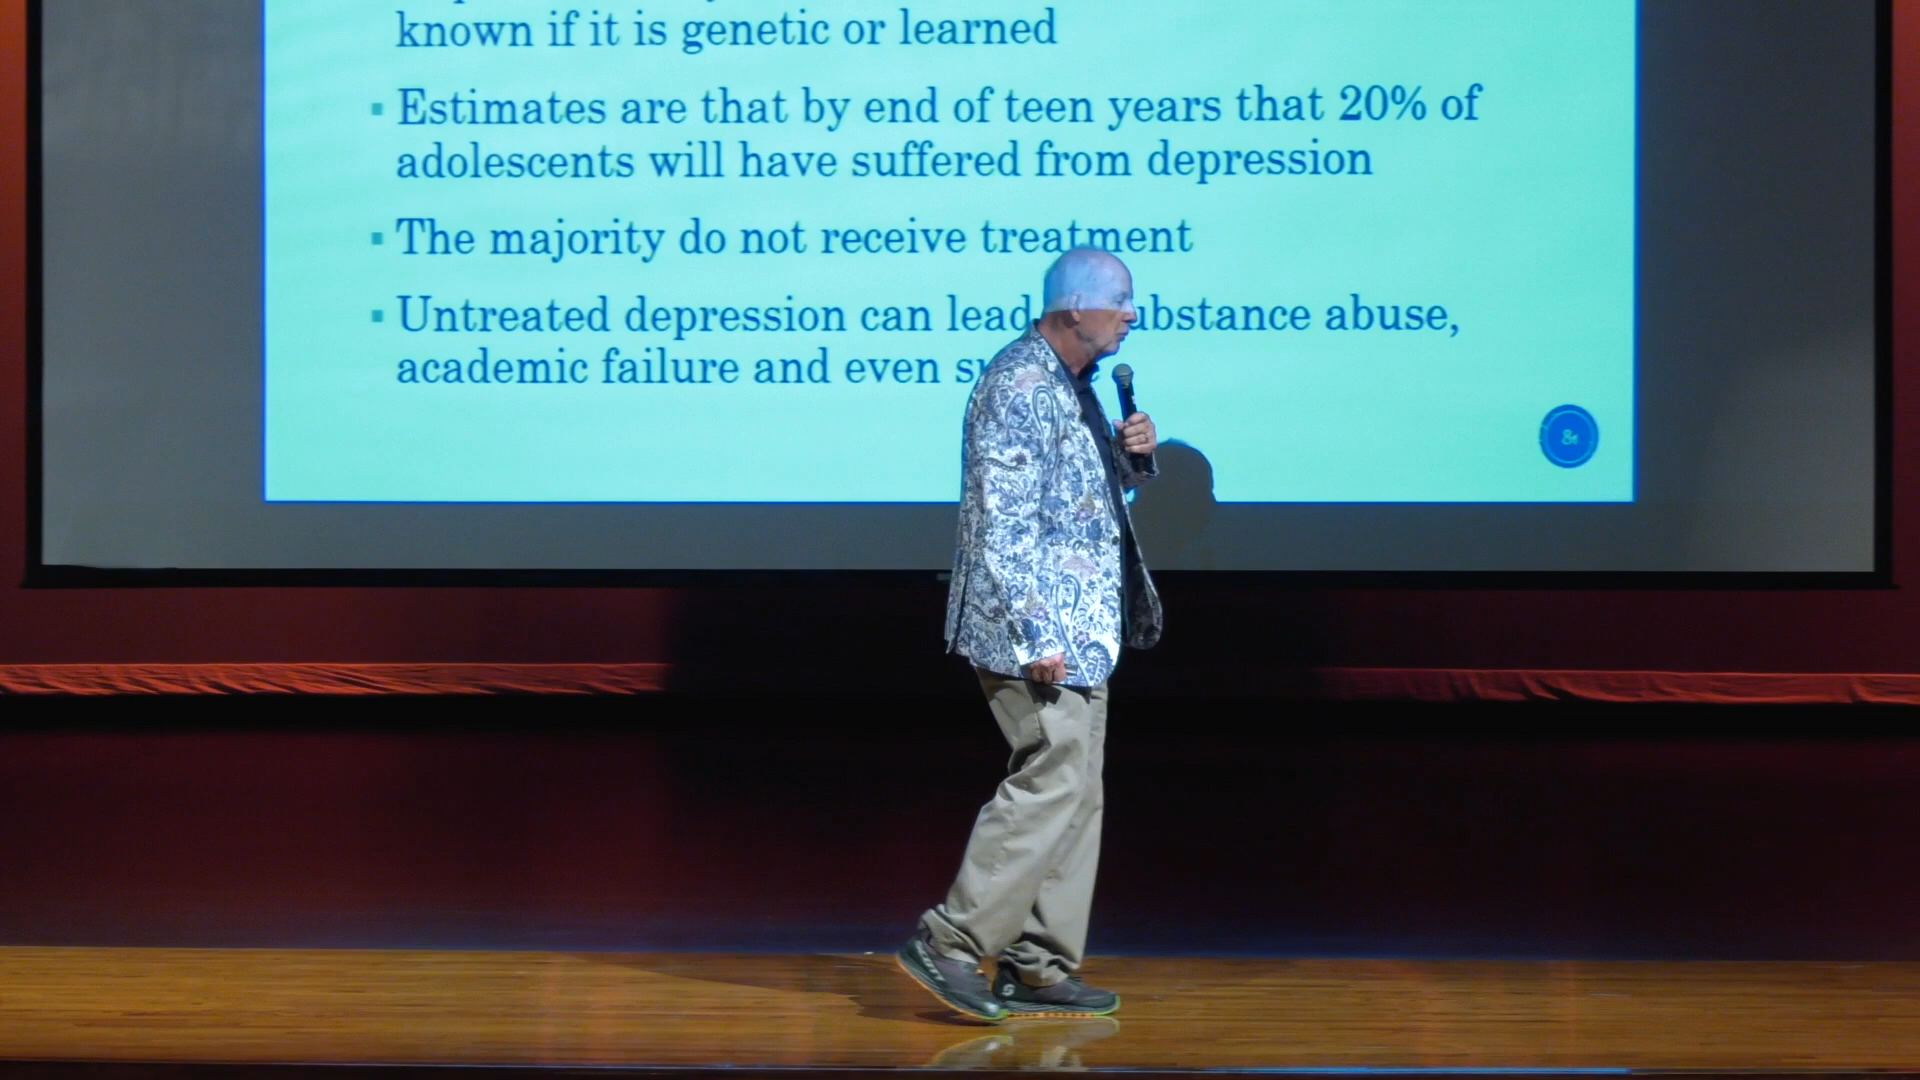 known if it is genetic or learned
Estimates are that by end of teen years that 20% of
adolescents will have suffered from depression
The majority do not receive treatment
Untreated depression can lead abuse,
academic failure and even